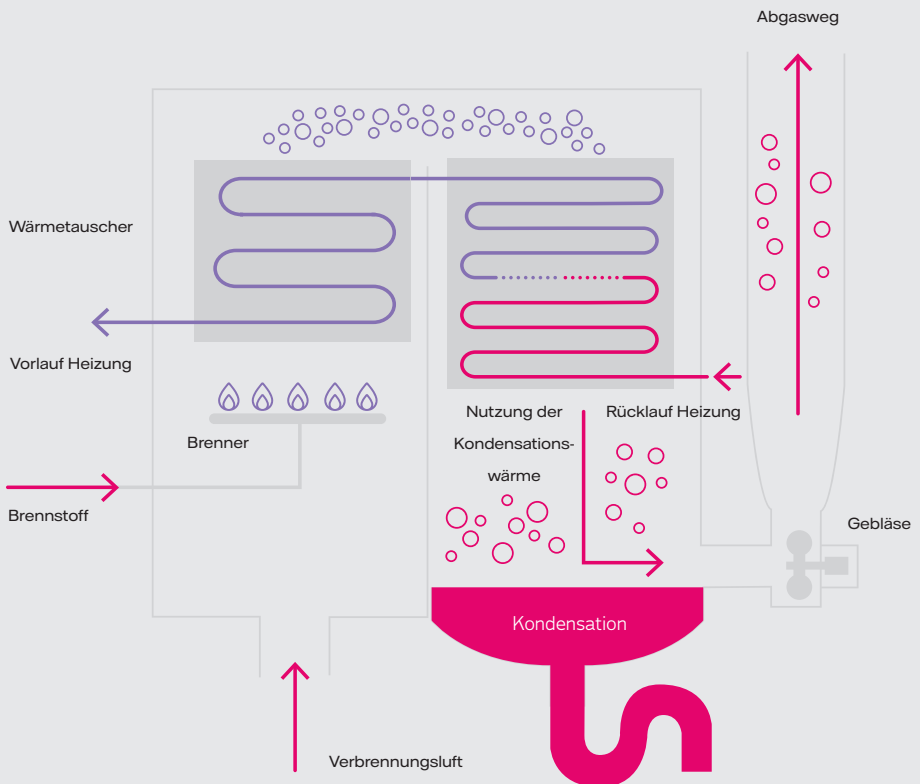 Abgasweg
Wärmetauscher
Vorlauf Heizung
Nutzung der
Kondensations-
wärme
Rücklauf Heizung
Brenner
Brennstoff
Gebläse
Kondensation
Verbrennungsluft